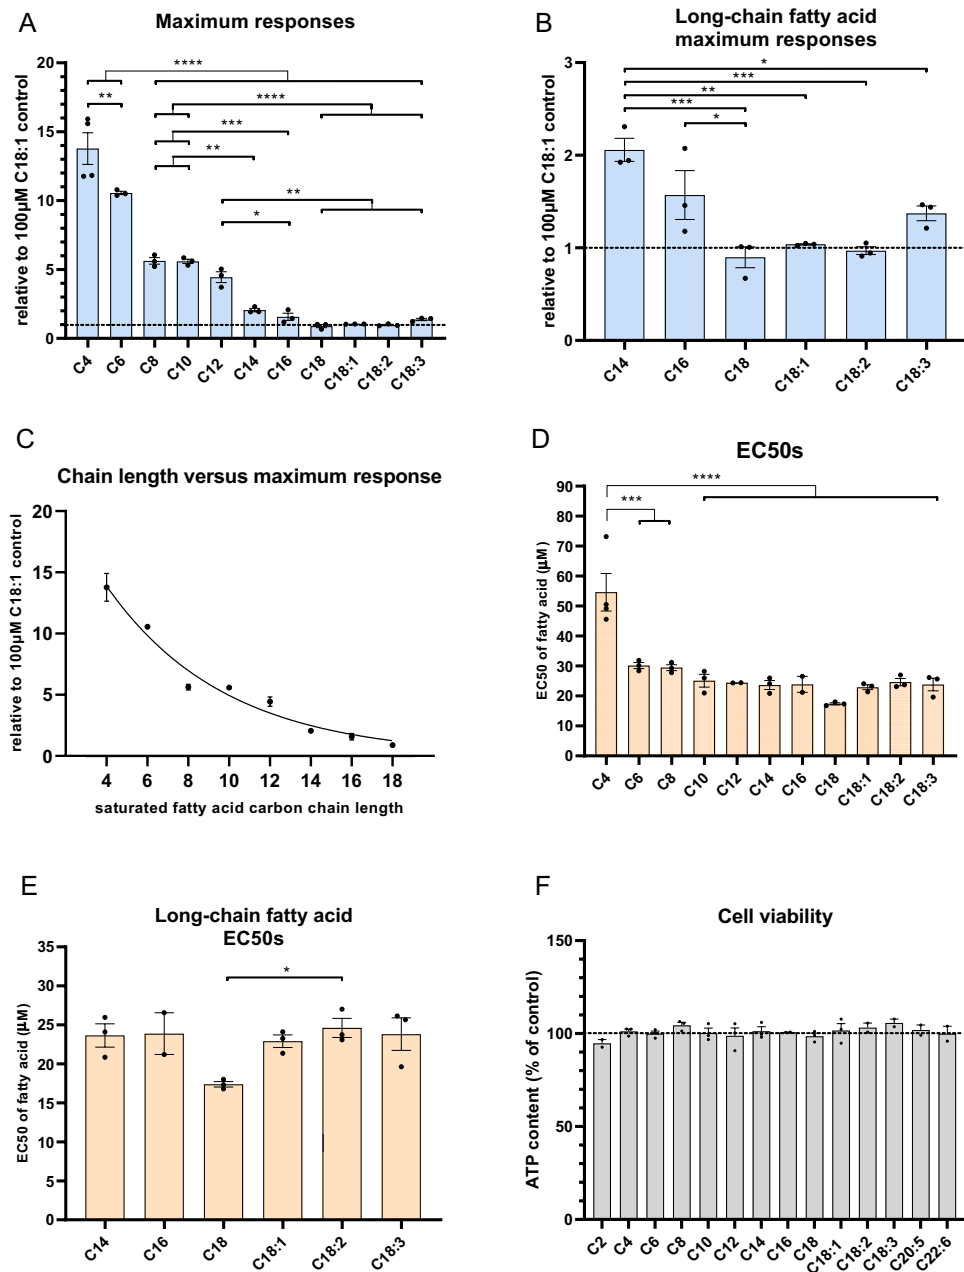 A
Maximum responses
relative to 100µM C18:1 control
20
15
10
5
0
****
**
****
***
**
**
*
C4
C6
C8
C10
C12
C14
C16
C18
C18:1
C18:2
C18:3
B
Long-chain fatty acid
maximum responses
relative to 100µM C18:1 control
3
2
1
0
*
***
**
***
*
C14
C16
C18
C18:1
C18:2
C18:3
C
Chain length versus maximum response
relative to 100µM C18:1 control
20
15
10
5
0
4 6 8 10 12 14 16 18
saturated fatty acid carbon chain length
D
EC50s
EC50 of fatty acid (µM)
90
80
70
60
50
40
30
20
10
0
****
***
C4
C6
C8
C10
C12
C14
C16
C18
C18:1
C18:2
C18:3
E
Long-chain fatty acid
EC50s
EC50 of fatty acid (µM)
35
30
25
20
15
10
5
0
*
C14
C16
C18
C18:1
C18:2
C18:3
F
Cell viability
ATP content (% of control)
150
100
50
0
C2
C4
C6
C8
C10
C12
C14
C16
C18
C18:1
C18:2
C18:3
C20:5
C22:6